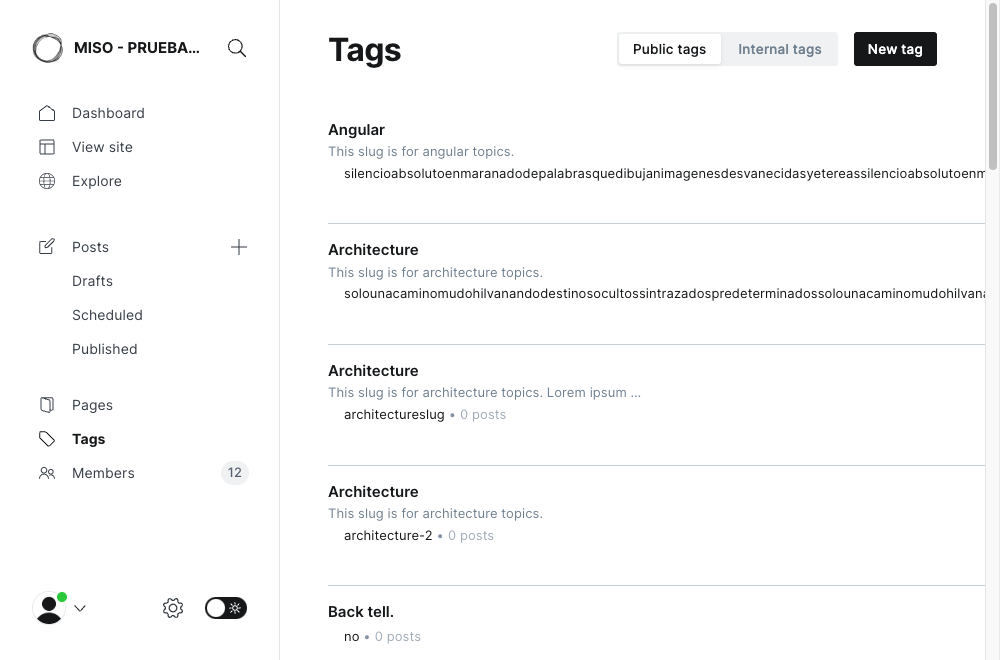 MISO - PRUEBA...
Dashboard
View site
Explore
Posts
Drafts
Scheduled
Published
Pages
Tags
Members 12
Tags
Public tags
Internal tags
New tag
Angular
This slug is for angular topics.
silencioabsolutoenmaranadodepalabrasquedibujanimagenesdesvanecidasyetereassilencioabsolutoenm
Architecture
This slug is for architecture topics.
solounacaminomudohilvanandodestinosocultossintrazadospredeterminadossolounacaminomudohilvana
Architecture
This slug is for architecture topics. Lorem ipsum ...
architectureslug • 0 posts
Architecture
This slug is for architecture topics.
architecture-2 • 0 posts
Back tell.
no • 0 posts